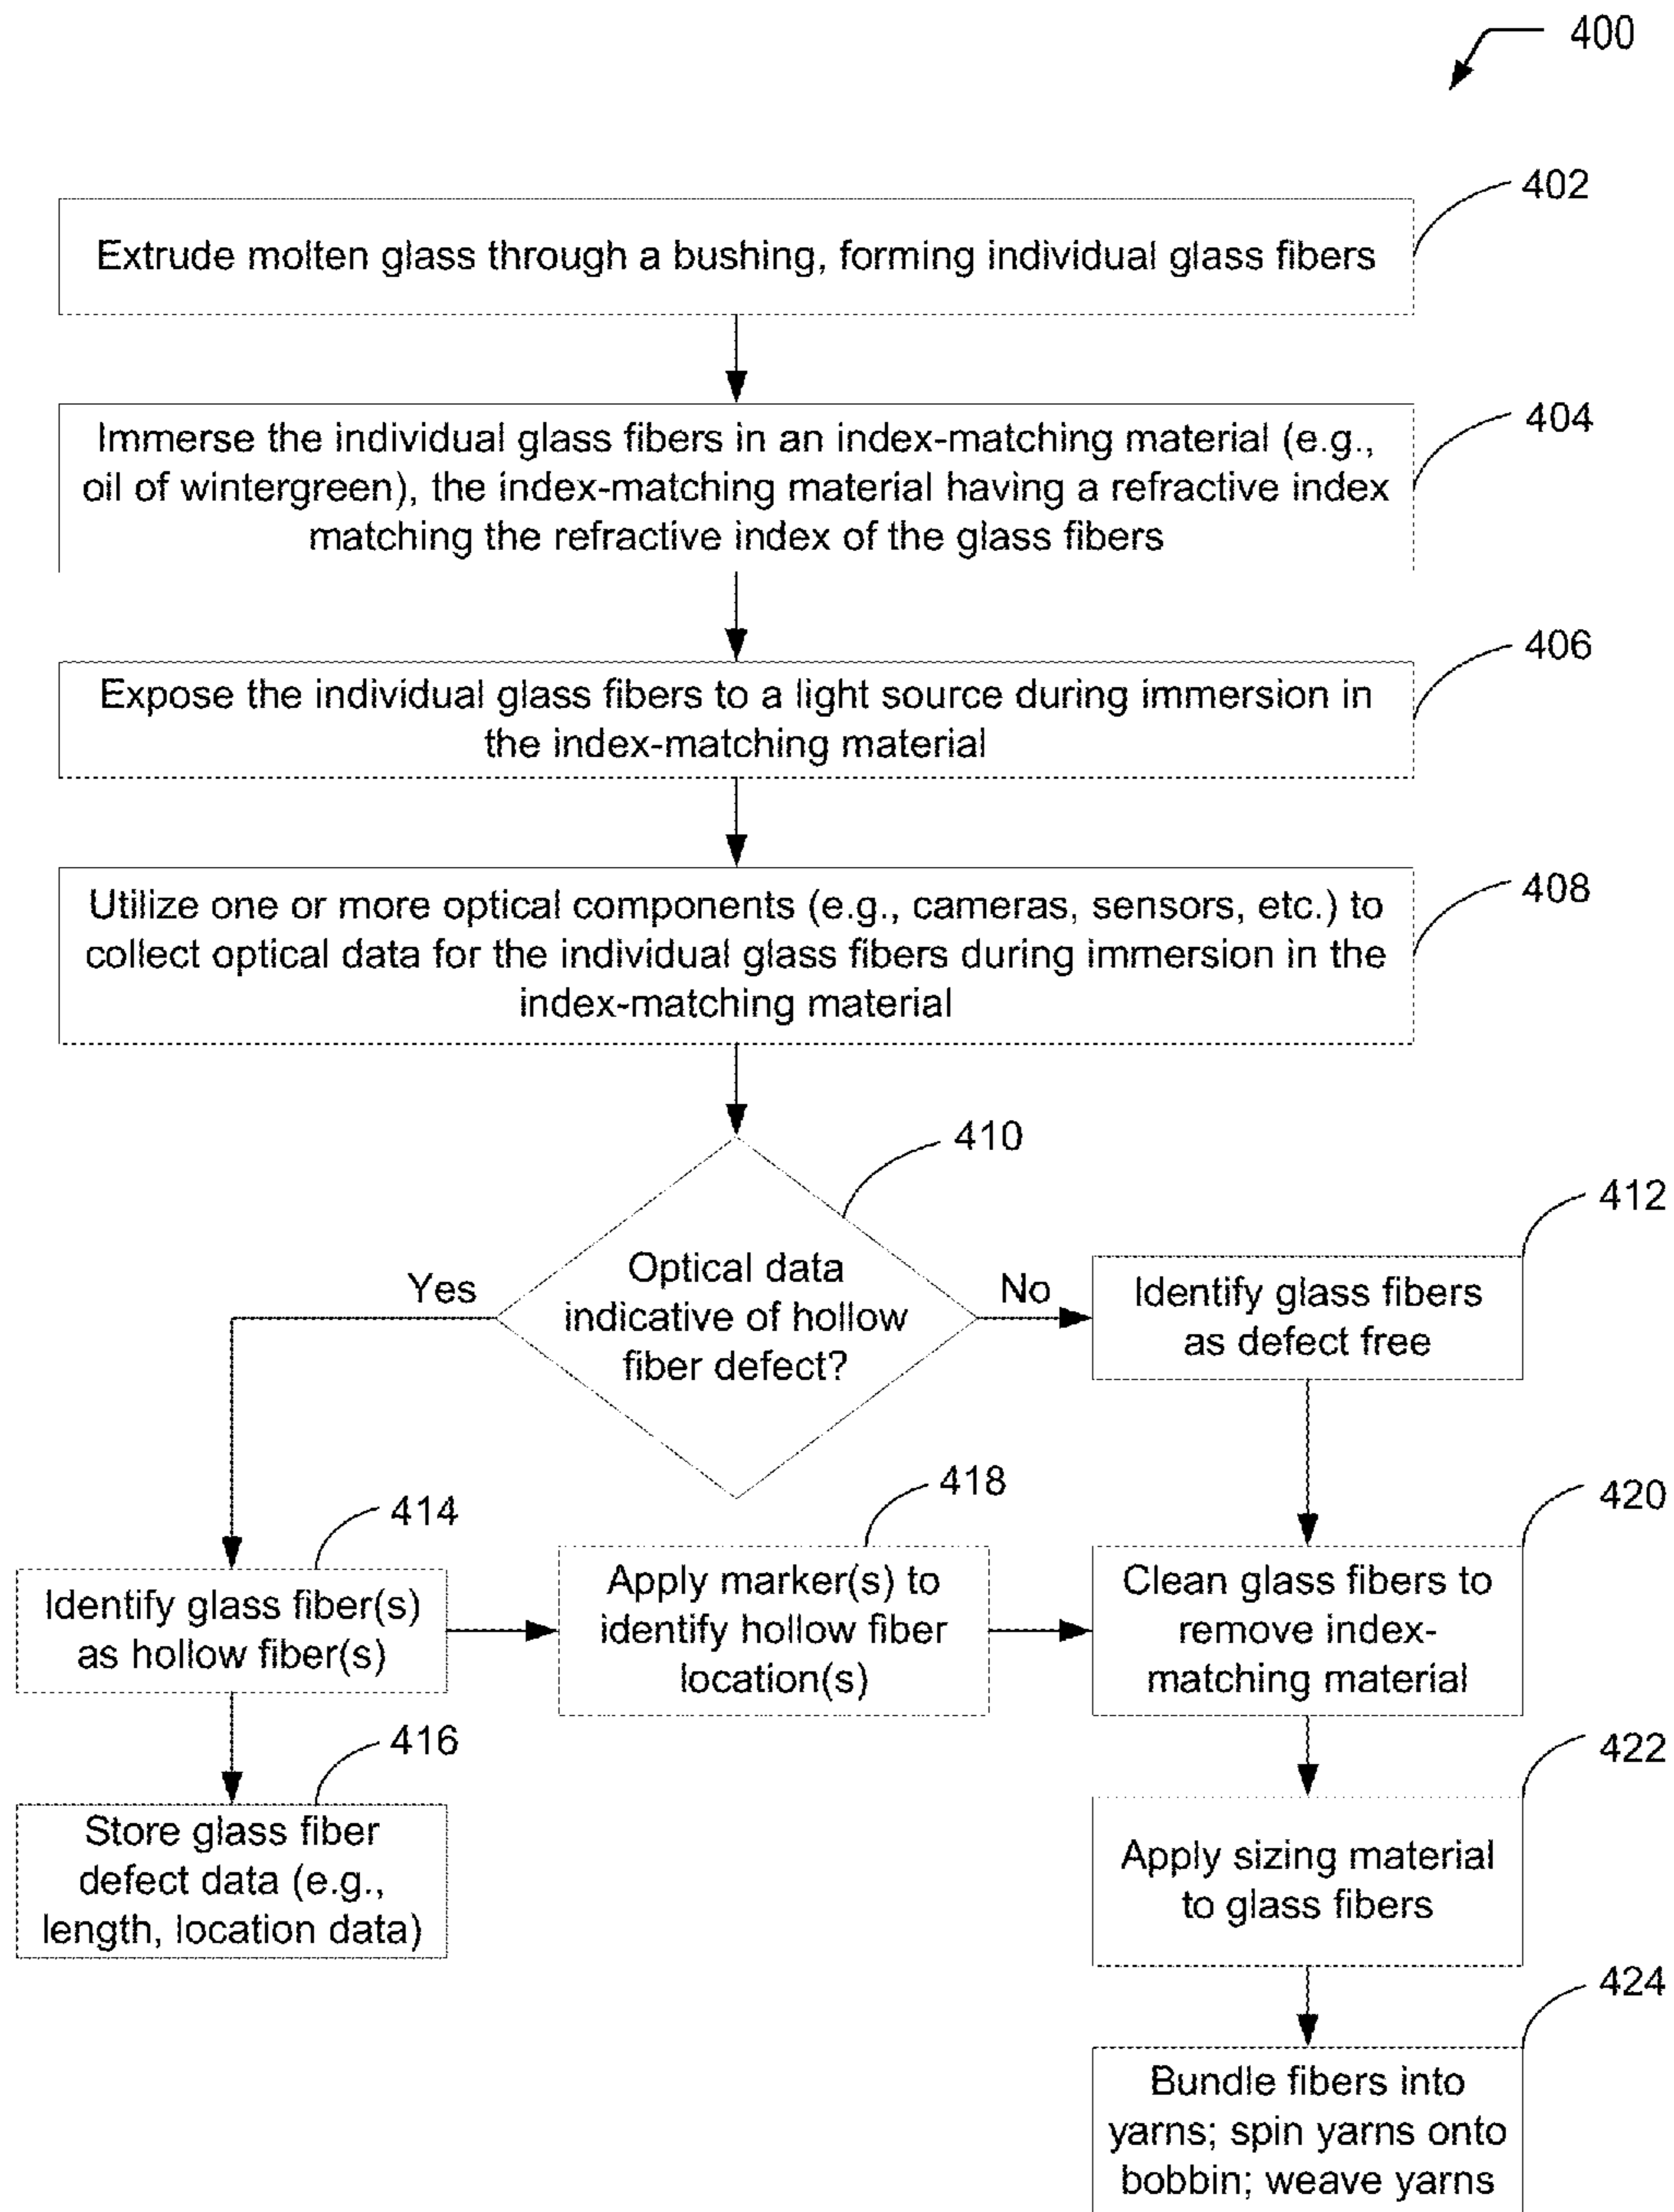 400
402
Extrude molten glass through a bushing, forming individual glass fibers
404
Immerse the individual glass fibers in an index-matching material (e.g.,
oil of wintergreen), the index-matching material having a refractive index
matching the refractive index of the glass fibers
406
Expose the individual glass fibers to a light source during immersion in
the index-matching material
408
Utilize one or more optical components (e.g., cameras, sensors, etc.) to
collect optical data for the individual glass fibers during immersion in the
index-matching material
410
Optical data
indicative of hollow
fiber defect?
Yes
No
412
Identify glass fibers
as defect free
414
Identify glass fiber(s)
as hollow fiber(s)
416
Store glass fiber
defect data (e.g.,
length, location data)
418
Apply marker(s) to
identify hollow fiber
location(s)
420
Clean glass fibers to
remove index-
matching material
422
Apply sizing material
to glass fibers
424
Bundle fibers into
yarns; spin yarns onto
bobbin; weave yarns